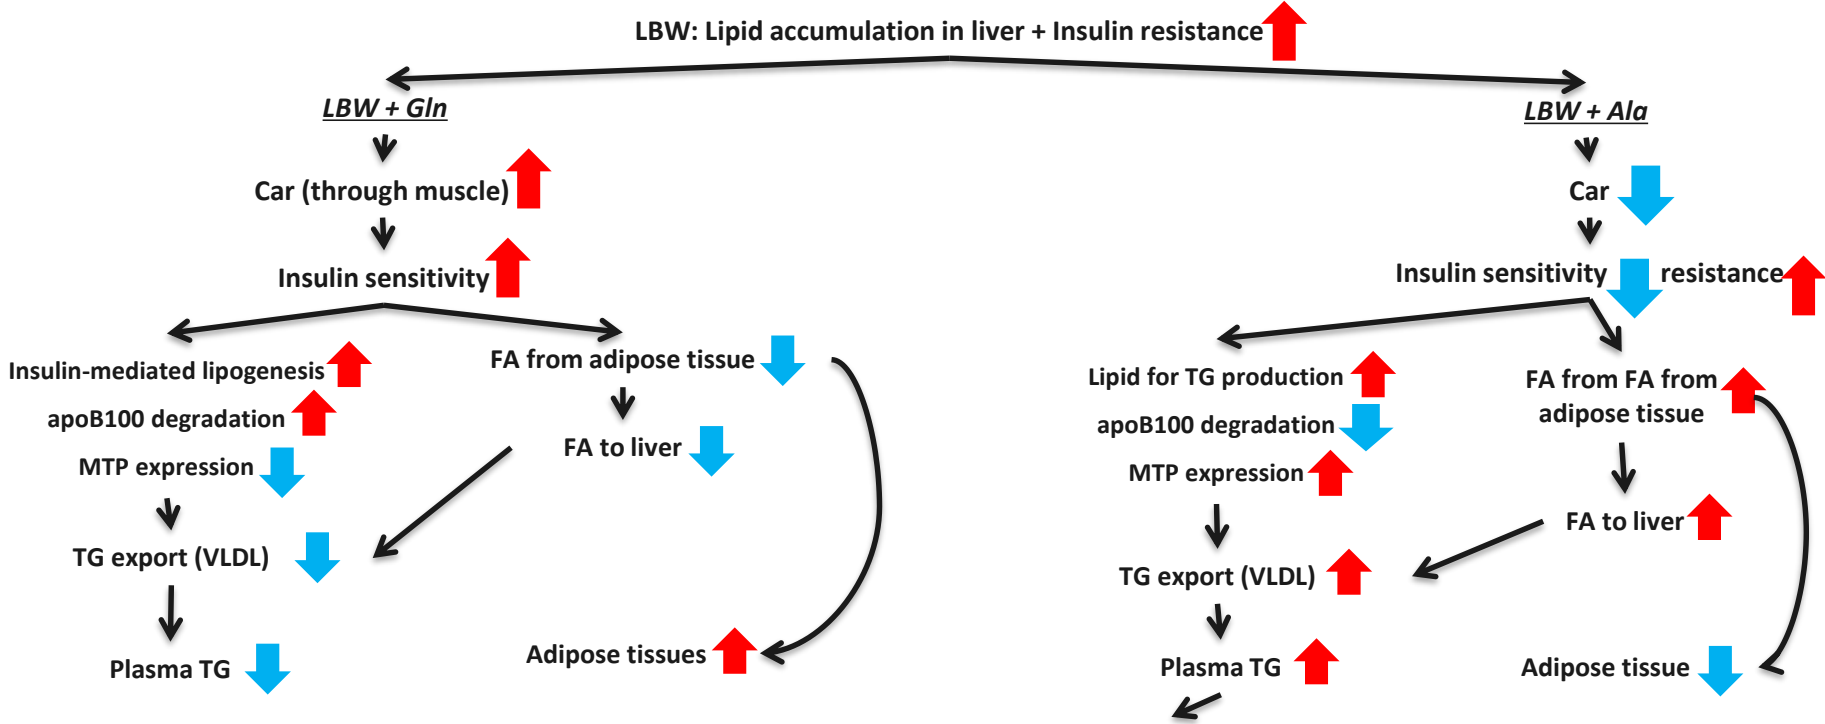 LBW: Lipid accumulation in liver + Insulin resistance
LBW + Gln
Car (through muscle)
Insulin sensitivity
Insulin-mediated lipogenesis
apoB100 degradation
MTP expression
TG export (VLDL)
Plasma TG
FA from adipose tissue
FA to liver
Adipose tissues
LBW + Ala
Car
Insulin sensitivity resistance
Lipid for TG production
apoB100 degradation
MTP expression
TG export (VLDL)
Plasma TG
FA from FA from
adipose tissue
FA to liver
Adipose tissue